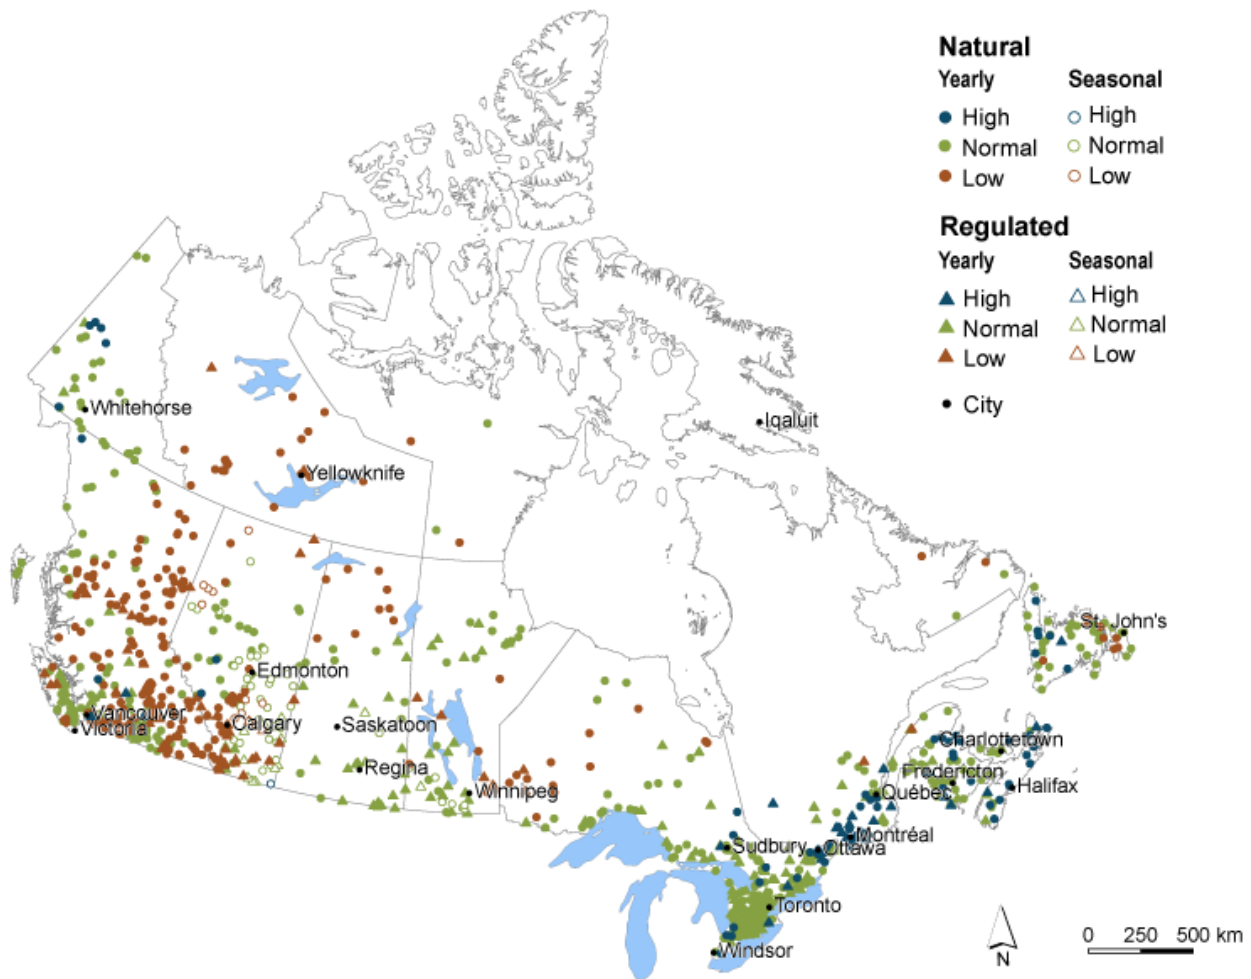 Natural
Yearly Seasonal
High High
Normal Normal
Low Low
Regulated
Yearly Seasonal
High High
Normal Normal
Low Low
City
Whitehorse
Iqaluit
Yellowknife
St. John's
Edmonton
Vancouver
Victoria
Calgary
Saskatoon
Charlottetown
Regina
Fredericton
Winnipeg
Québec
Halifax
Sudbury
Ottawa
Montréal
Toronto
Windsor
N
0 250 500 km